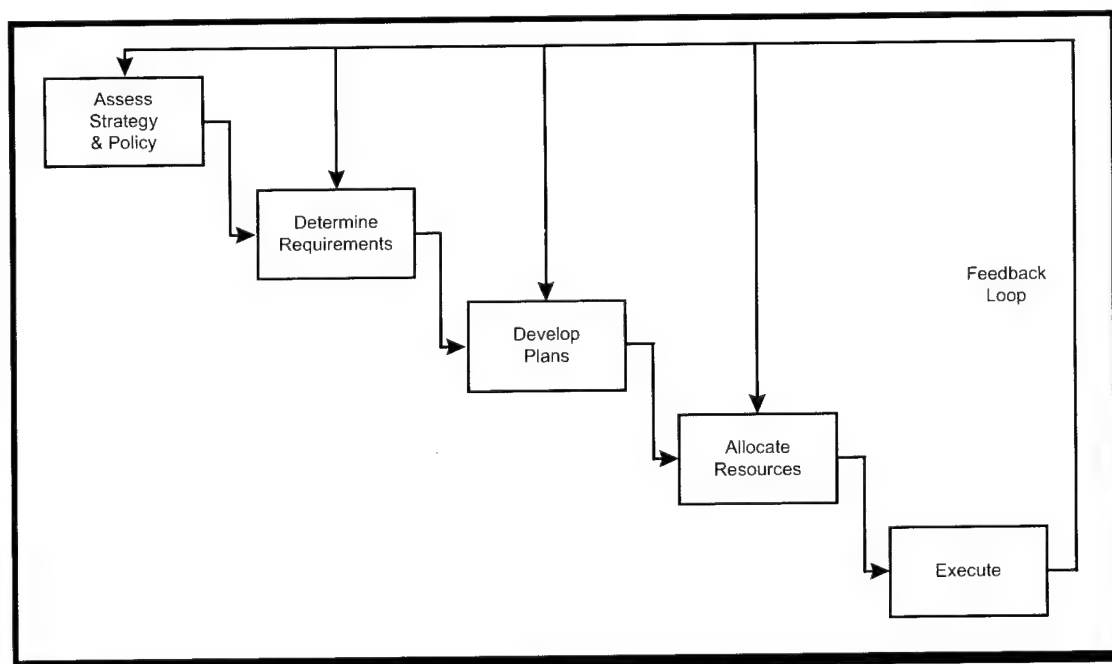 Assess
Strategy
& Policy
Determine
Requirements
Develop
Plans
Allocate
Resources
Execute
Feedback
Loop